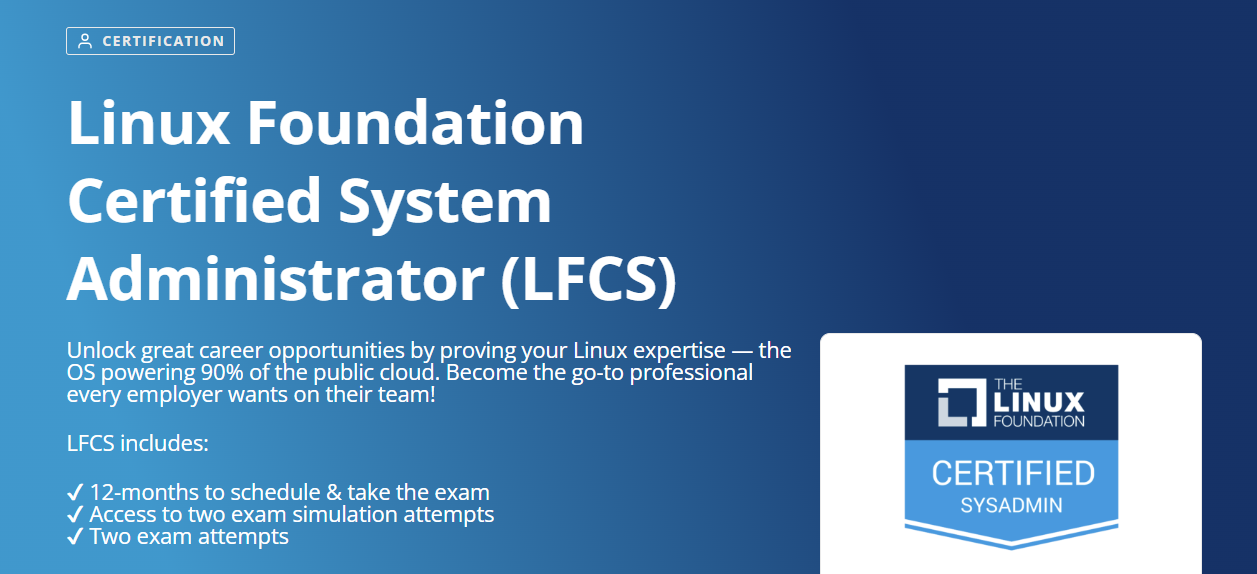 CERTIFICATION
Linux Foundation
Certified System
Administrator (LFCS)
Unlock great career opportunities by proving your Linux expertise — the
OS powering 90% of the public cloud. Become the go-to professional
every employer wants on their team!
LFCS includes:
✓ 12-months to schedule & take the exam
✓ Access to two exam simulation attempts
✓ Two exam attempts
THE
LINUX
FOUNDATION
CERTIFIED
SYSADMIN